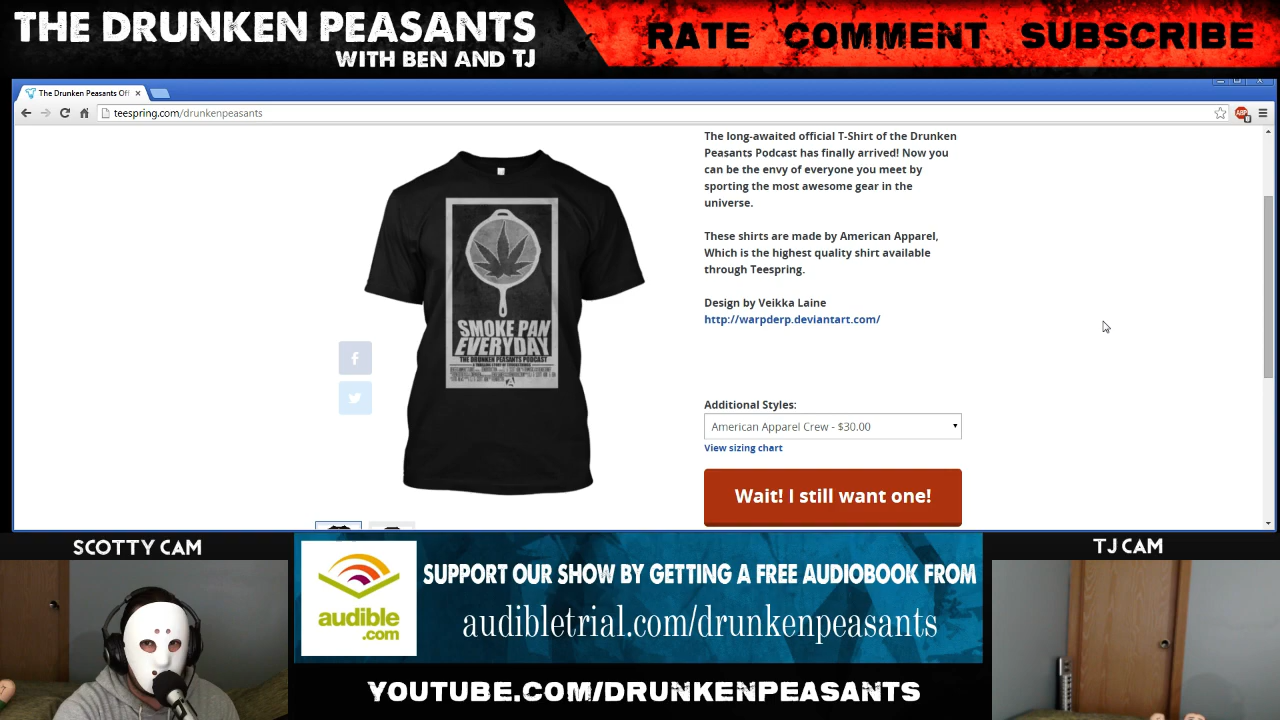 THE DRUNKEN PEASANTS
WITH BEN AND TJ
RATE COMMENT SUBSCRIBE
The Drunken Peasants Off
teespring.com/drunkenpeasants
ABP
The long-awaited official T-Shirt of the Drunken
Peasants Podcast has finally arrived! Now you
can be the envy of everyone you meet by
sporting the most awesome gear in the
universe.
These shirts are made by American Apparel,
Which is the highest quality shirt available
through Teespring.
Design by Veikka Laine
http://warpderp.deviantart.com/
SMOKE PAN
EVERYDAY
THE DRUNKEN PEASANTS PODCAST
Additional Styles:
American Apparel Crew - $30.00
View sizing chart
Wait! I still want one!
SCOTTY CAM
TJ CAM
audible
.com
SUPPORT OUR SHOW BY GETTING A FREE AUDIOBOOK FROM
audibletrial.com/drunkenpeasants
YOUTUBE.COM/DRUNKENPEASANTS